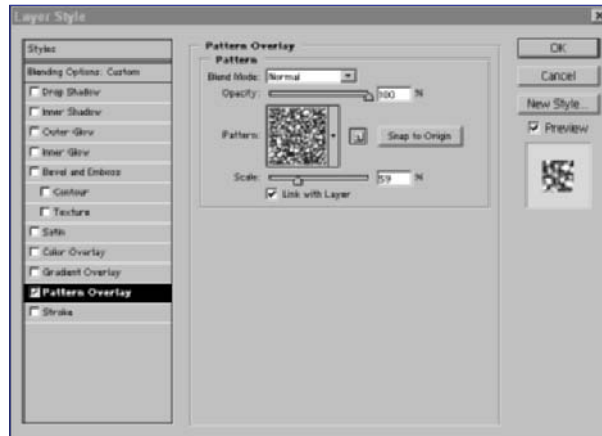 Layer Style
Styles
Blending Options: Custom
Drop Shadow
Inner Shadow
Outer Glow
Inner Glow
Bevel and Emboss
Contour
Texture
Satin
Color Overlay
Gradient Overlay
Pattern Overlay
Stroke
Pattern Overlay
Pattern
Blend Mode: Normal
Opacity: 100 %
Pattern:
Snap to Origin
Scale: 59 %
Link with Layer
OK
Cancel
New Style...
Preview